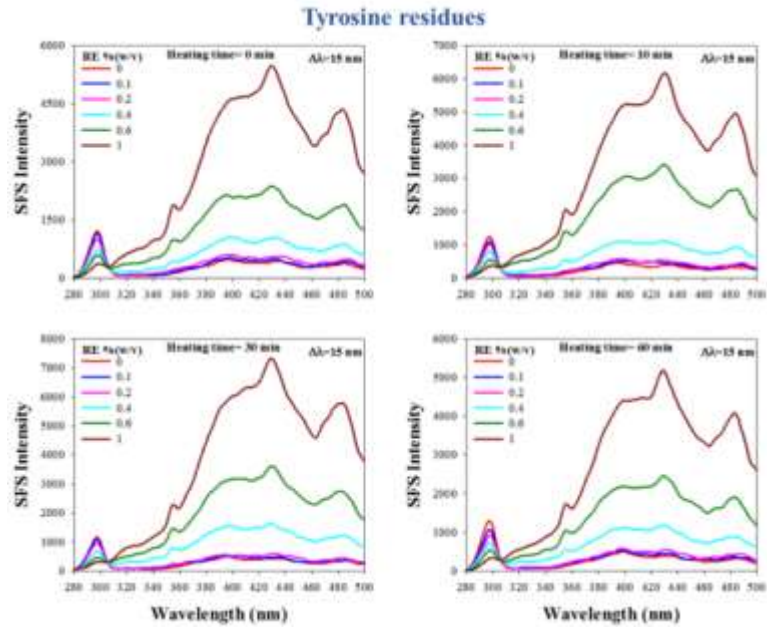 Tyrosine residues
6000
4500
3000
1500
0
SFS Intensity
RE %(w/v)
0
0.1
0.2
0.4
0.6
1
Heating time= 0 min
Δλ=15 nm
280 300 320 340 360 380 400 420 440 460 480 500
7000
6000
5000
4000
3000
2000
1000
0
SFS Intensity
RE %(w/v)
0
0.1
0.2
0.4
0.6
1
Heating time= 10 min
Δλ=15 nm
280 300 320 340 360 380 400 420 440 460 480 500
8000
7000
6000
5000
4000
3000
2000
1000
0
SFS Intensity
RE %(w/v)
0
0.1
0.2
0.4
0.6
1
Heating time= 30 min
Δλ=15 nm
280 300 320 340 360 380 400 420 440 460 480 500
Wavelength (nm)
6000
5000
4000
3000
2000
1000
0
SFS Intensity
RE %(w/v)
0
0.1
0.2
0.4
0.6
1
Heating time= 60 min
Δλ=15 nm
280 300 320 340 360 380 400 420 440 460 480 500
Wavelength (nm)